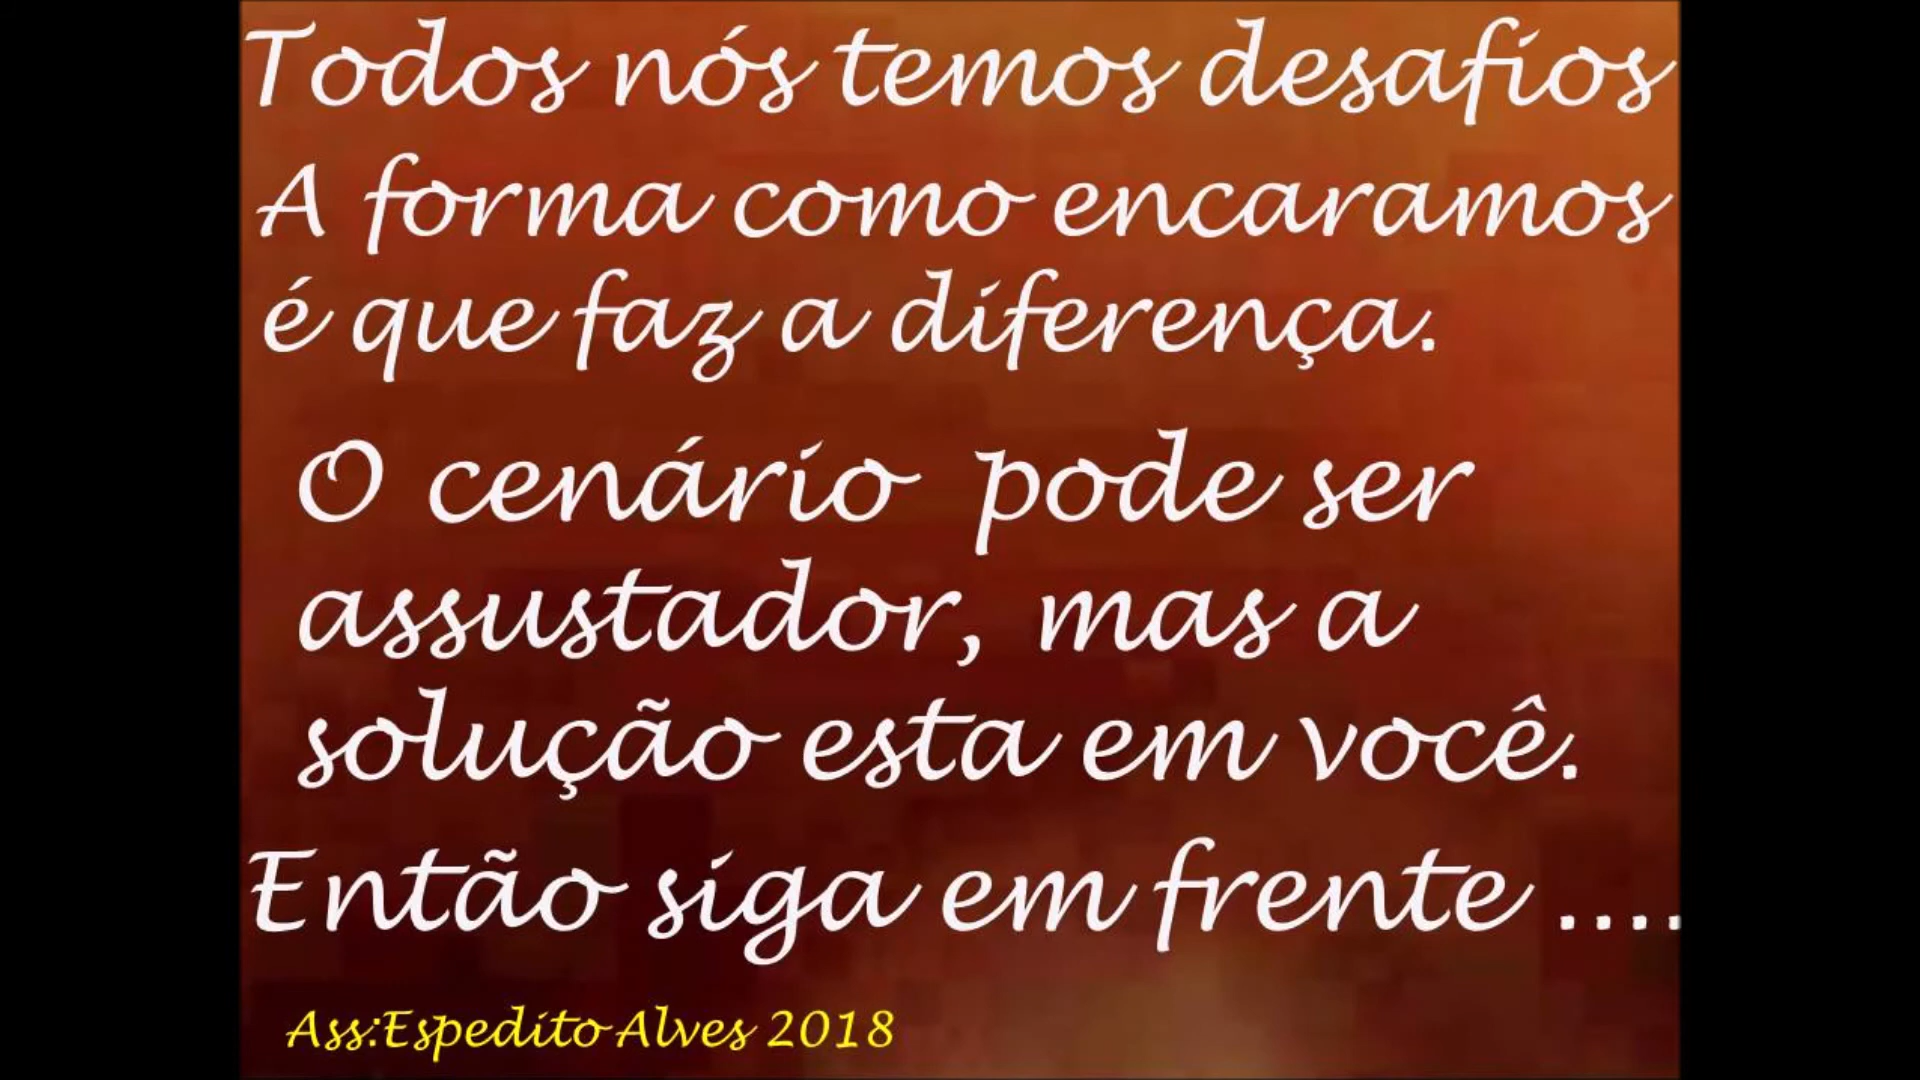 Todos nós temos desafios
A forma como encaramos
é que faz a diferença.
O cenário pode ser
assustador, mas a
solução esta em você.
Então siga em frente ....
Ass:Espedito Alves 2018